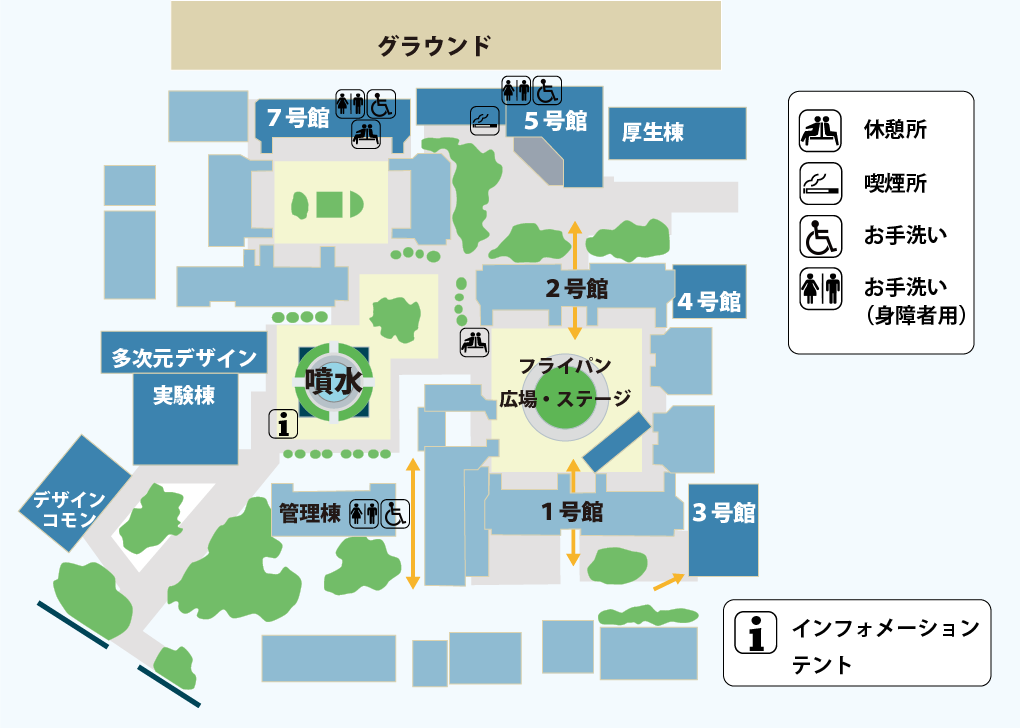 グラウンド
7号館
5号館
厚生棟
休憩所
喫煙所
お手洗い
お手洗い
（身障者用）
2号館
4号館
多次元デザイン
実験棟
噴水
フライパン
広場・ステージ
i
デザイン
コモン
管理棟
1号館
3号館
i
インフォメーション
テント